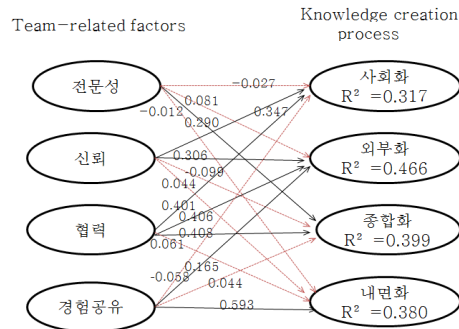 Team-related factors
Knowledge creation
process
전문성
신뢰
협력
경험공유
-0.027
0.081
-0.012
0.290
0.347
0.306
-0.099
0.044
0.401
0.406
0.408
0.061
0.165
-0.058
0.044
0.593
사회화
R² =0.317
외부화
R² =0.466
종합화
R² =0.399
내면화
R² =0.380